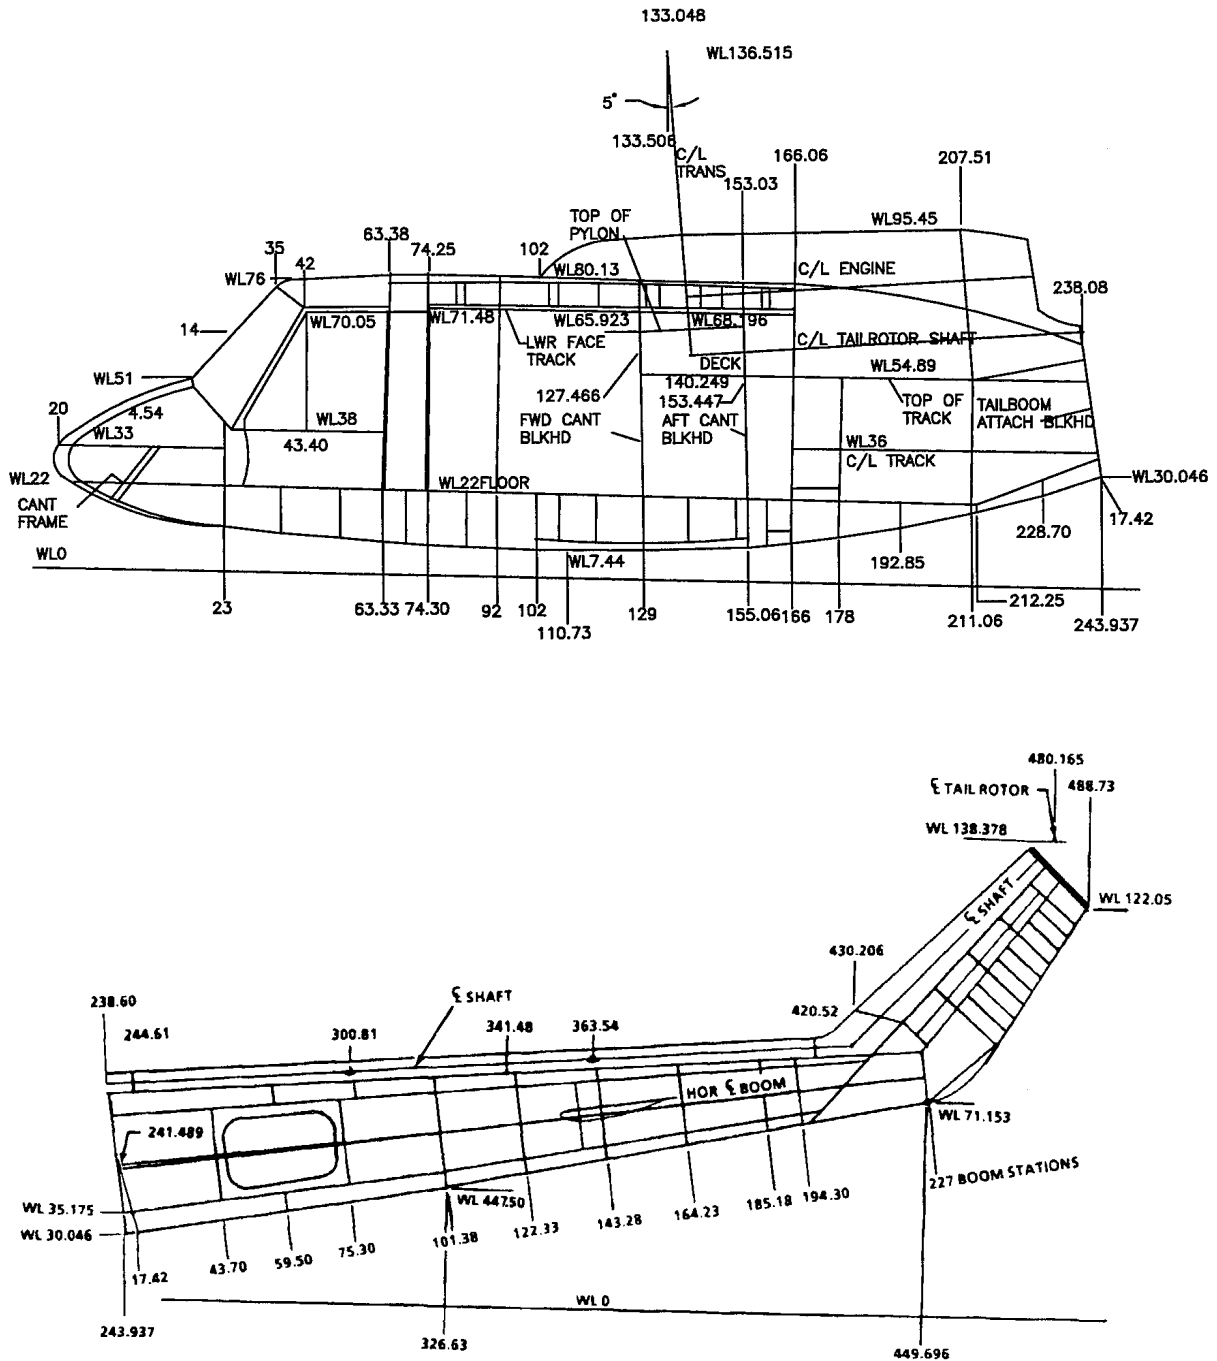 133.048
WL136.515
5°
133.506
C/L
TRANS
166.06
207.51
153.03
TOP OF
PYLON
WL95.45
63.38
35
42
74.25
102
WL76
WL80.13
C/L ENGINE
238.08
14
WL70.05
WL71.48
WL65.923
WL68.196
LWR FACE
TRACK
C/L TAILROTOR SHAFT
WL51
DECK
WL54.89
127.466
140.249
153.447
20
4.54
WL33
WL38
43.40
FWD CANT
BLKHD
AFT CANT
BLKHD
TOP OF
TRACK
TAILBOOM
ATTACH BLKHD
WL36
C/L TRACK
WL22
WL22FLOOR
WL30.046
CANT
FRAME
17.42
228.70
WL0
WL7.44
192.85
23
63.33
74.30
92
102
129
155.06
166
178
212.25
110.73
211.06
243.937
480.165
℄ TAIL ROTOR
488.73
WL 138.378
℄ SHAFT
WL 122.05
430.206
238.60
℄ SHAFT
420.52
244.61
300.81
341.48
363.54
HOR ℄ BOOM
WL 71.153
241.489
227 BOOM STATIONS
WL 35.175
WL 447.50
WL 30.046
17.42
43.70
59.50
75.30
101.38
122.33
143.28
164.23
185.18
194.30
WL 0
243.937
326.63
449.696